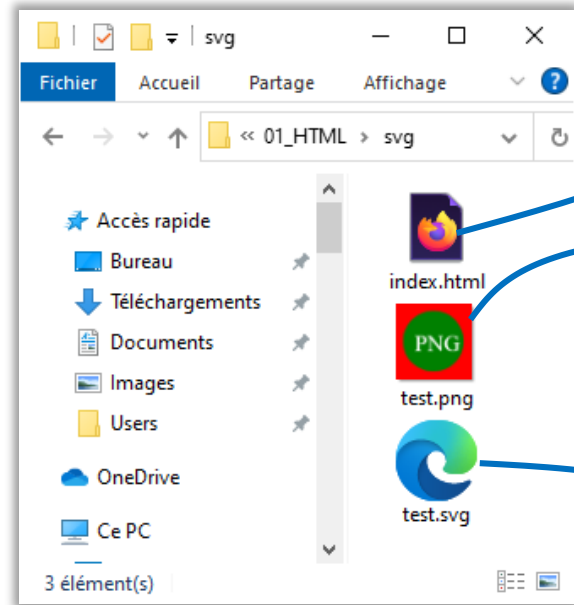 svg
Fichier Accueil Partage Affichage ?
« 01_HTML > svg
Accès rapide
Bureau
Téléchargements
Documents
Images
Users
OneDrive
Ce PC
index.html
PNG
test.png
test.svg
3 élément(s)